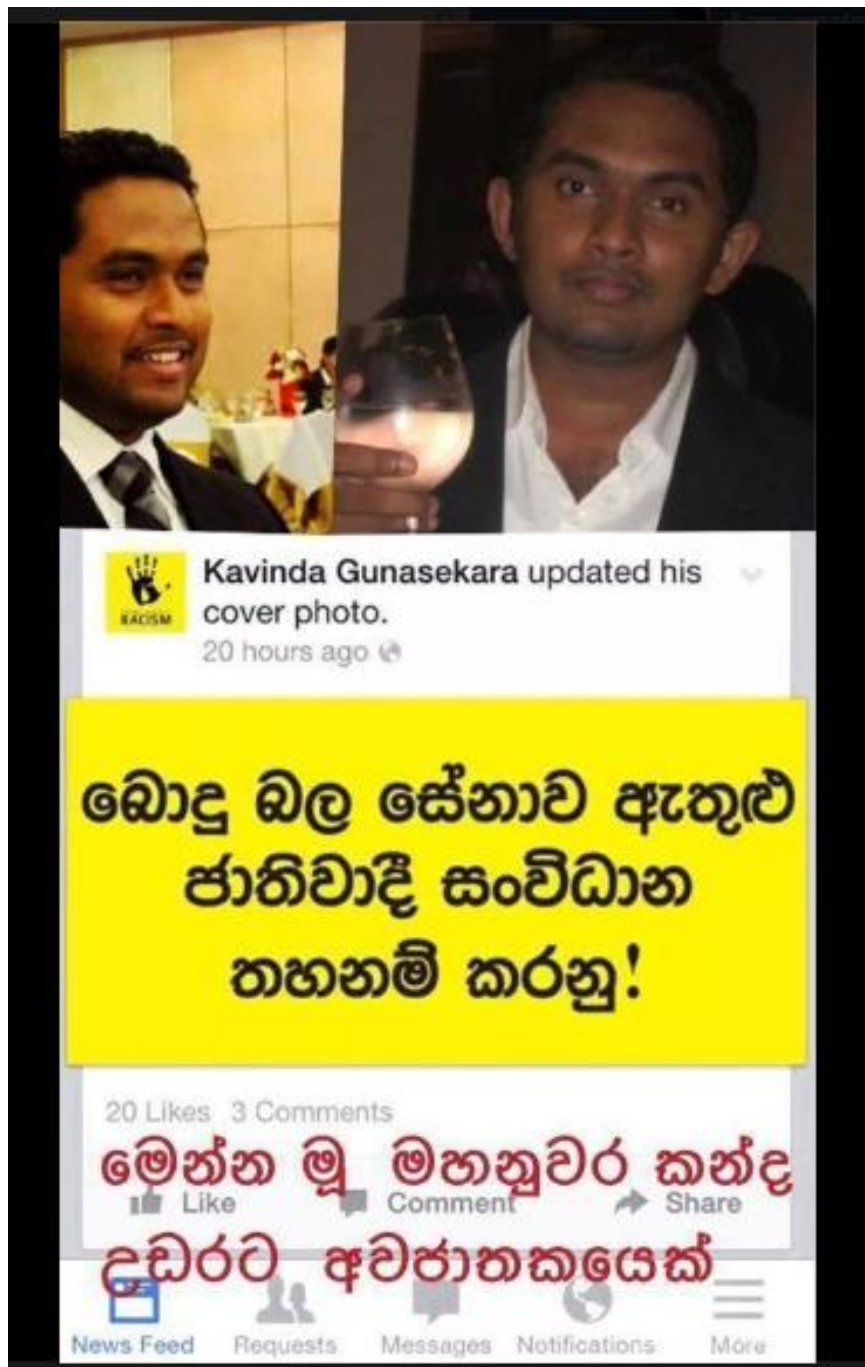 RACISM
Kavinda Gunasekara updated his
cover photo.
20 hours ago
බොදු බල සේනාව ඇතුළු
ජාතිවාදී සංවිධාන
තහනම් කරනු!
20 Likes 3 Comments
මෙන්න මූ මහනුවර කන්ද
Like Comment Share
උඩරට අවජාතකයෙක්
News Feed Requests Messages Notifications More